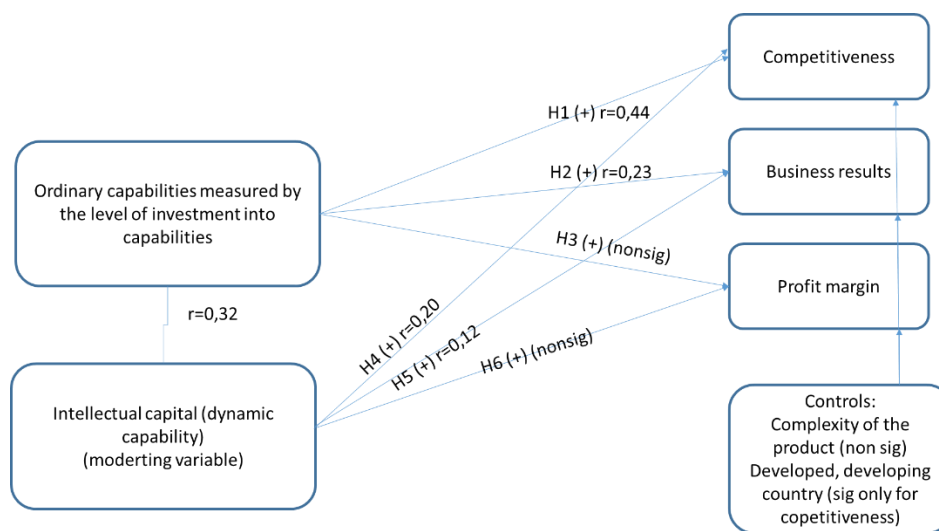 Competitiveness
H1 (+) r=0,44
Ordinary capabilities measured by
the level of investment into
capabilities
H2 (+) r=0,23
Business results
H3 (+) (nonsig)
Profit margin
r=0,32
H4 (+) r=0,20
H5 (+) r=0,12
H6 (+) (nonsig)
Intellectual capital (dynamic
capability)
(moderting variable)
Controls:
Complexity of the
product (non sig)
Developed, developing
country (sig only for
copetitiveness)